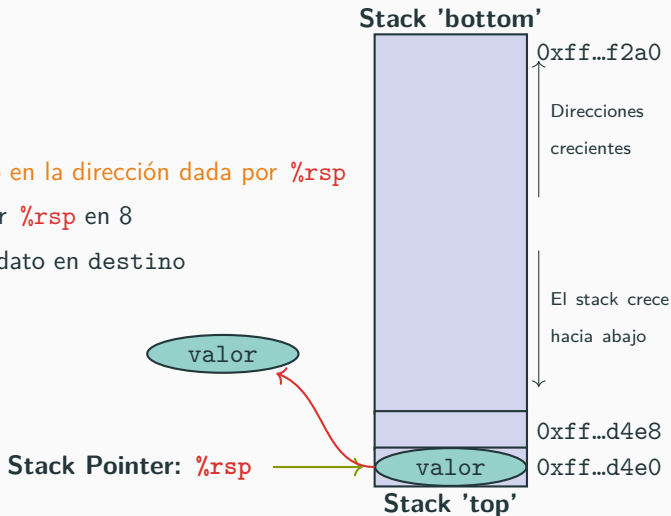 Stack 'bottom'
0xff…f2a0
Direcciones
crecientes
en la dirección dada por %rsp
%rsp en 8
dato en destino
El stack crece
hacia abajo
valor
0xff…d4e8
Stack Pointer: %rsp
valor
0xff…d4e0
Stack 'top'